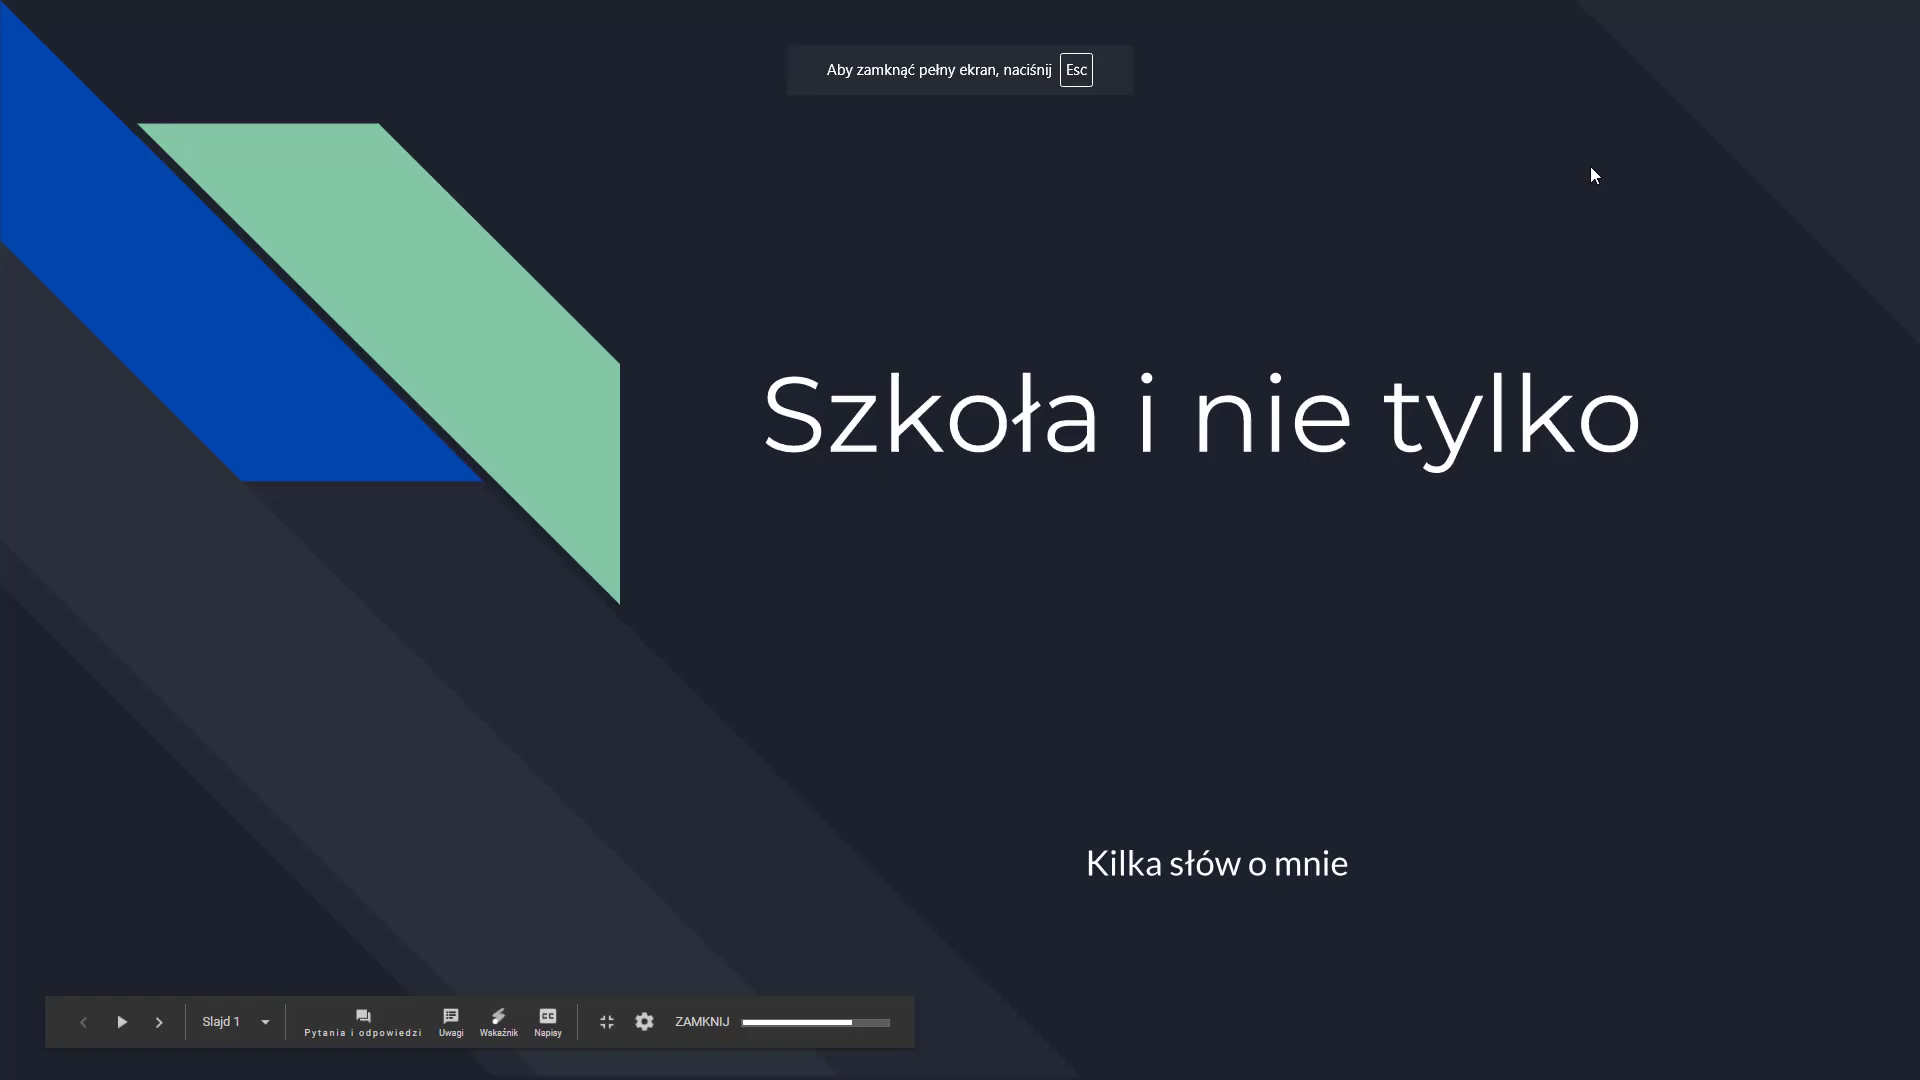 Aby zamknąć pełny ekran, naciśnij Esc
Szkoła i nie tylko
Kilka słów o mnie
Slajd 1
Pytania i odpowiedzi
Uwagi
Wskaźnik
CC
Napisy
ZAMKNIJ